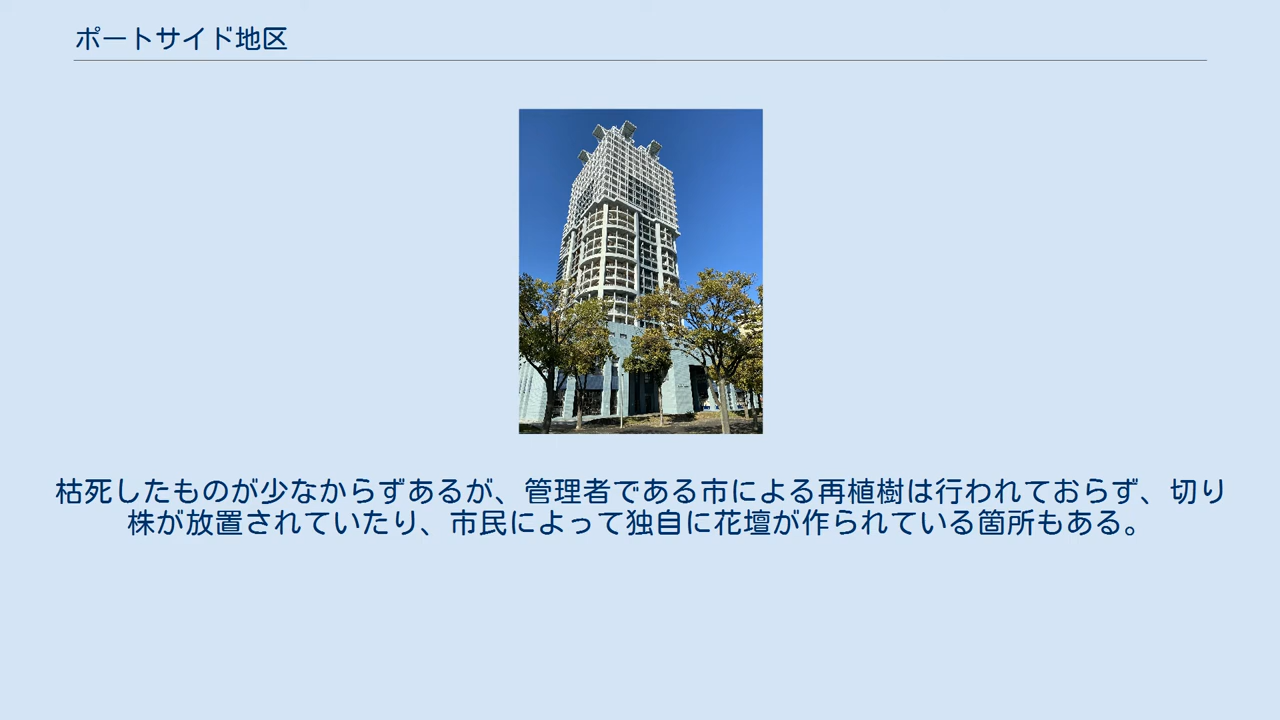 ポートサイド地区
枯死したものが少なからずあるが、管理者である市による再植樹は行われておらず、切り
株が放置されていたり、市民によって独自に花壇が作られている箇所もある。